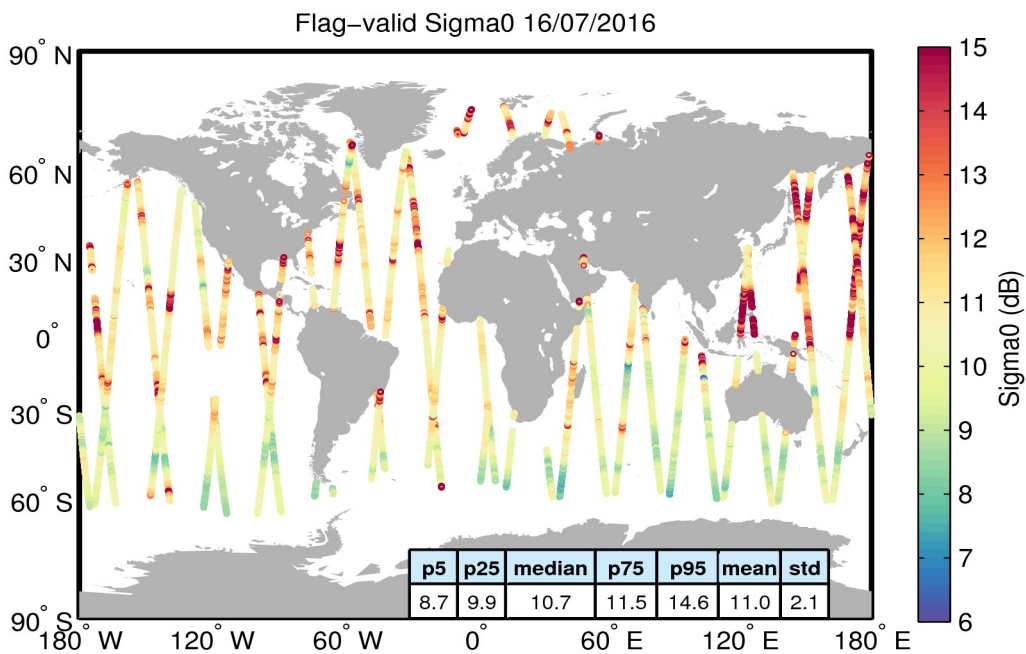 Flag−valid Sigma0 16/07/2016
90° N
60° N
30° N
0°
30° S
60° S
90° S
180° W
120° W
60° W
0°
60° E
120° E
180° E
p5 p25 median p75 p95 mean std
8.7 9.9 10.7 11.5 14.6 11.0 2.1
15
14
13
12
11
10
9
8
7
6
Sigma0 (dB)